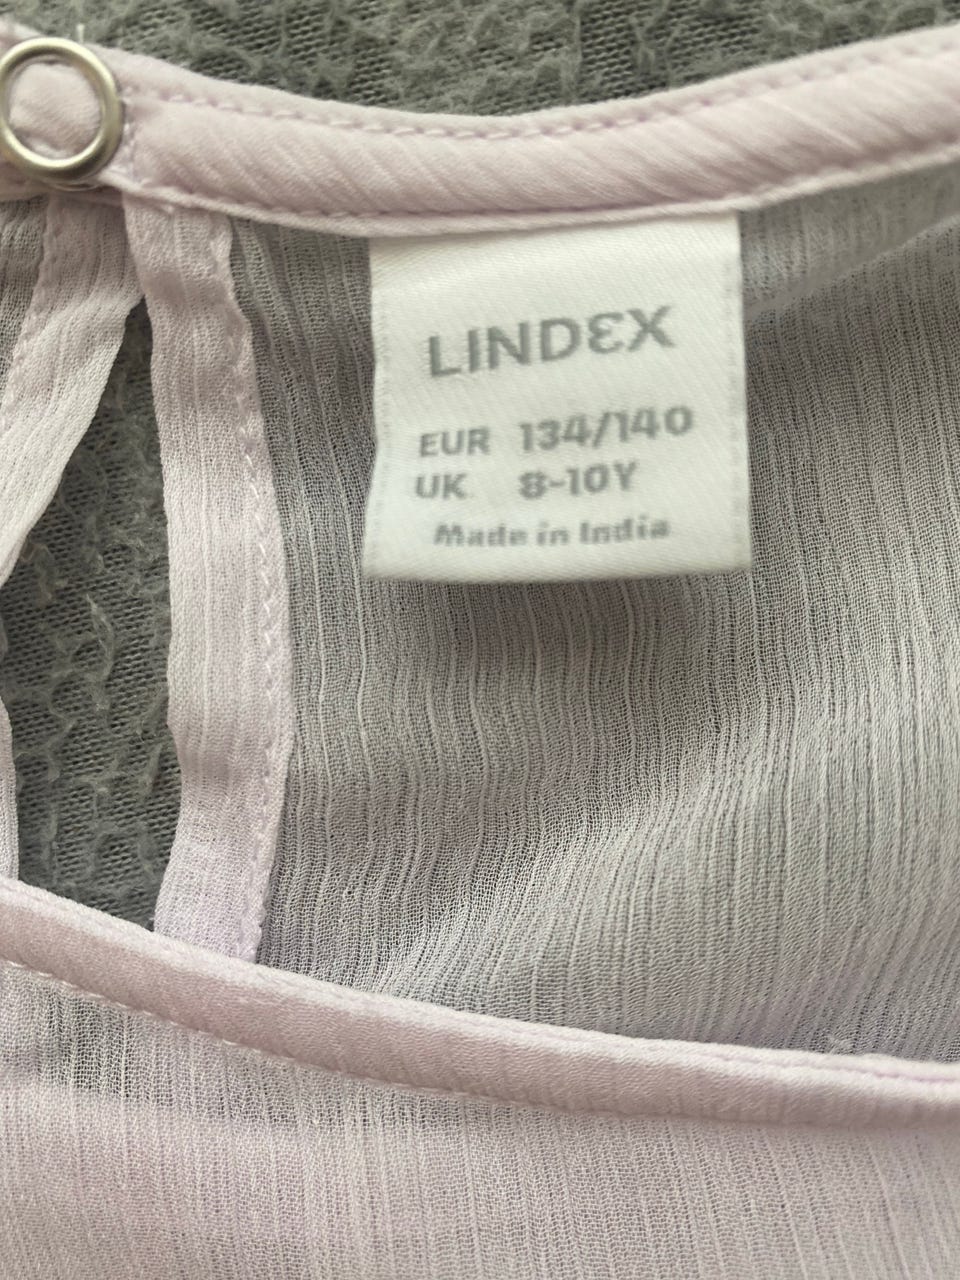 LINDEX
EUR 134/140
UK 8-10Y
Made in India